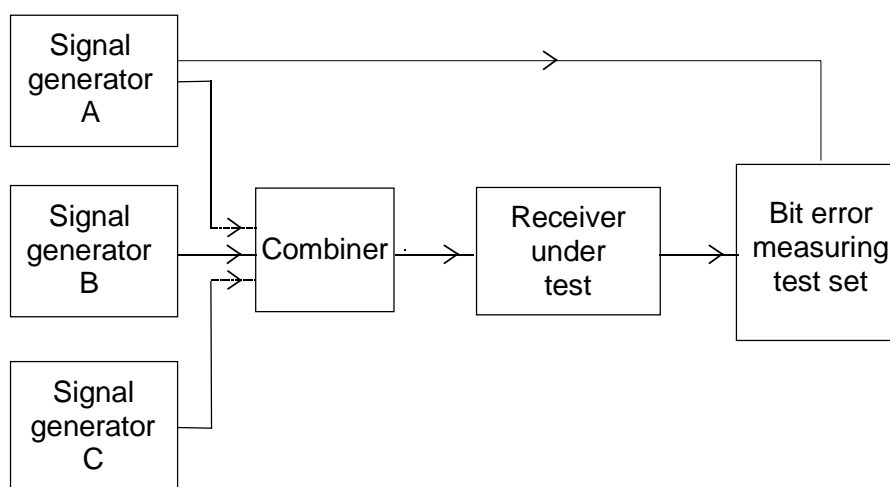 Signal
generator
A
Signal
generator
B
Signal
generator
C
Combiner
Receiver
under
test
Bit error
measuring
test set